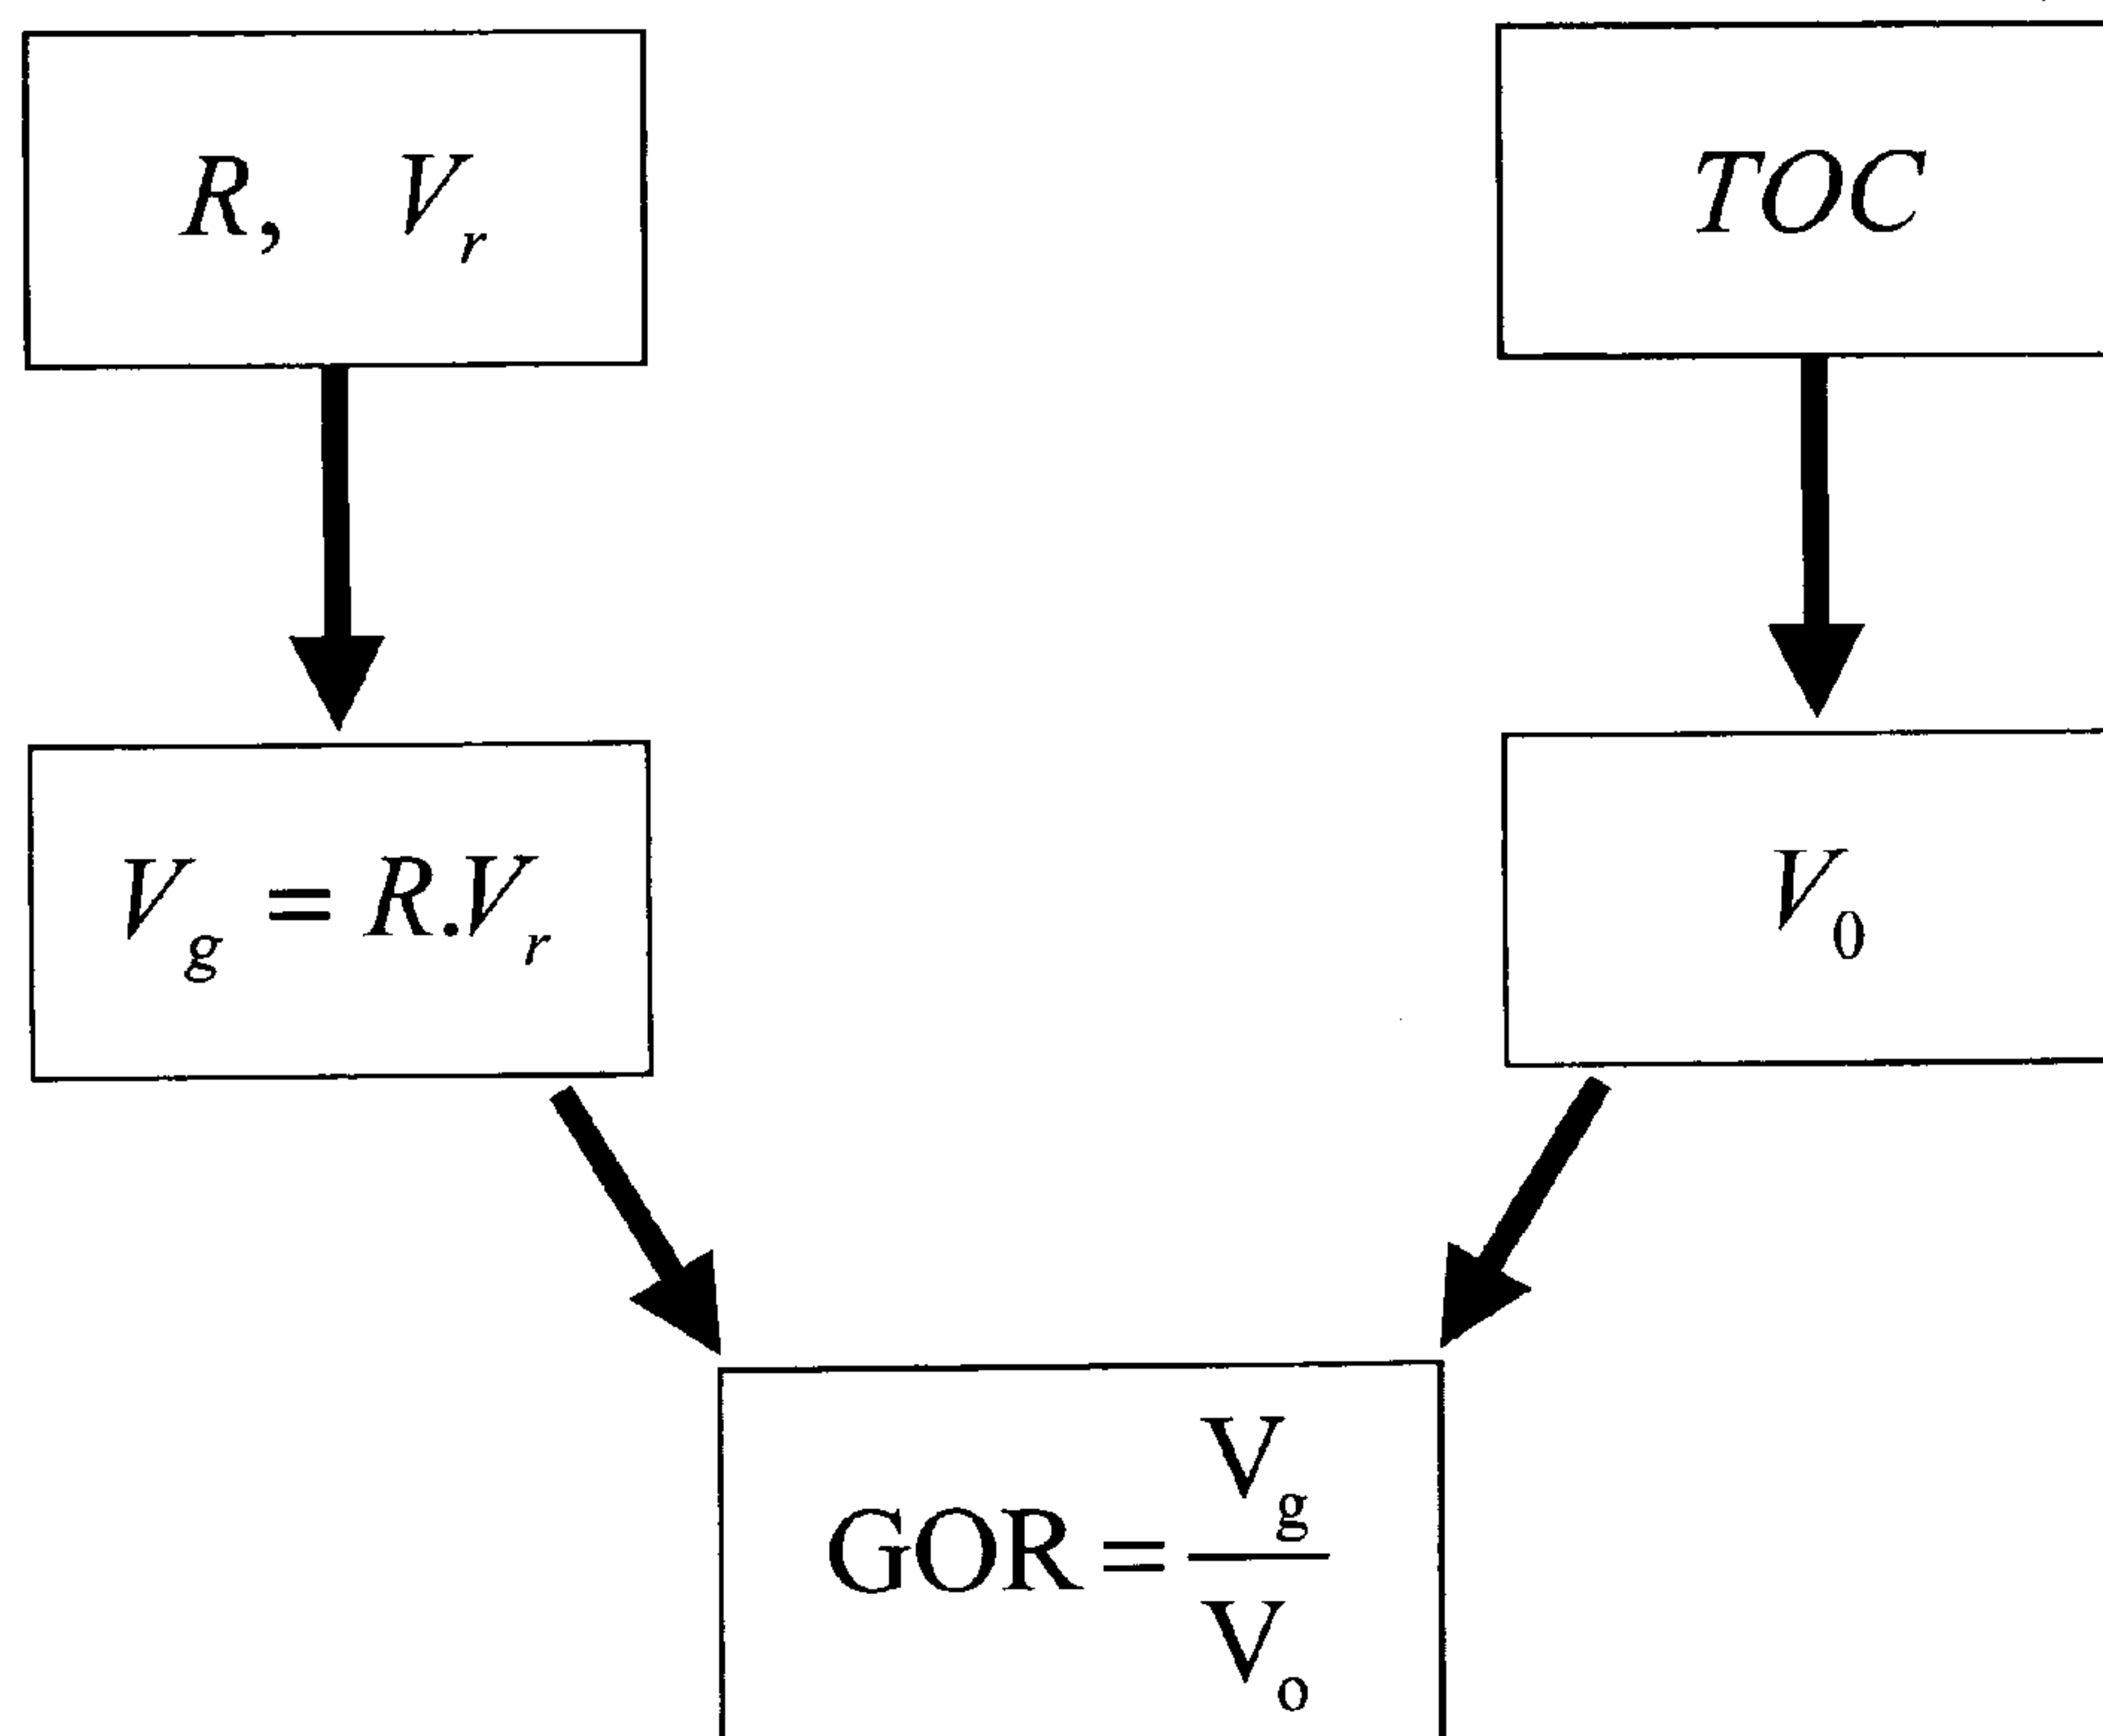 R, V_r
TOC
V_g = R.V_r
V_0
GOR = V_g / V_o